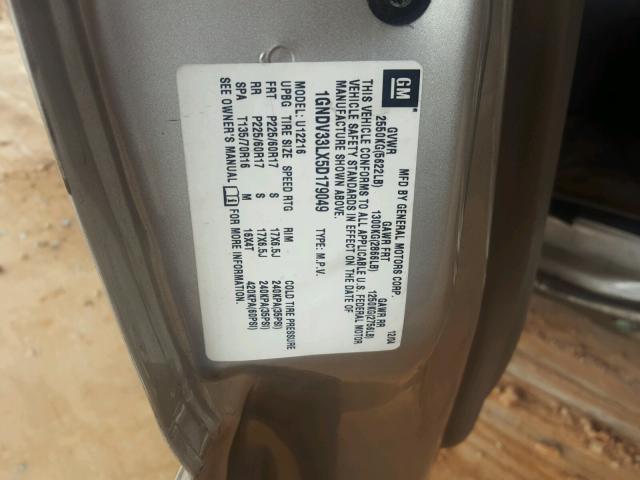 GM
MFD BY GENERAL MOTORS CORP. 12/04
GVWR GAWR FRT GAWR RR
2550KG(5622LB) 1300KG(2866LB) 1250KG(2756LB)
THIS VEHICLE CONFORMS TO ALL APPLICABLE U.S. FEDERAL MOTOR
VEHICLE SAFETY STANDARDS IN EFFECT ON THE DATE OF
MANUFACTURE SHOWN ABOVE.
1GNDV33LX5D179049 TYPE: M.P.V.
MODEL: U12216
UPBG TIRE SIZE SPEED RTG RIM COLD TIRE PRESSURE
FRT P225/60R17 S 17X6.5J 240KPA(35PSI)
RR P225/60R17 S 17X6.5J 240KPA(35PSI)
SPA T135/70R16 M 16X4T 420KPA(60PSI)
SEE OWNER'S MANUAL FOR MORE INFORMATION.